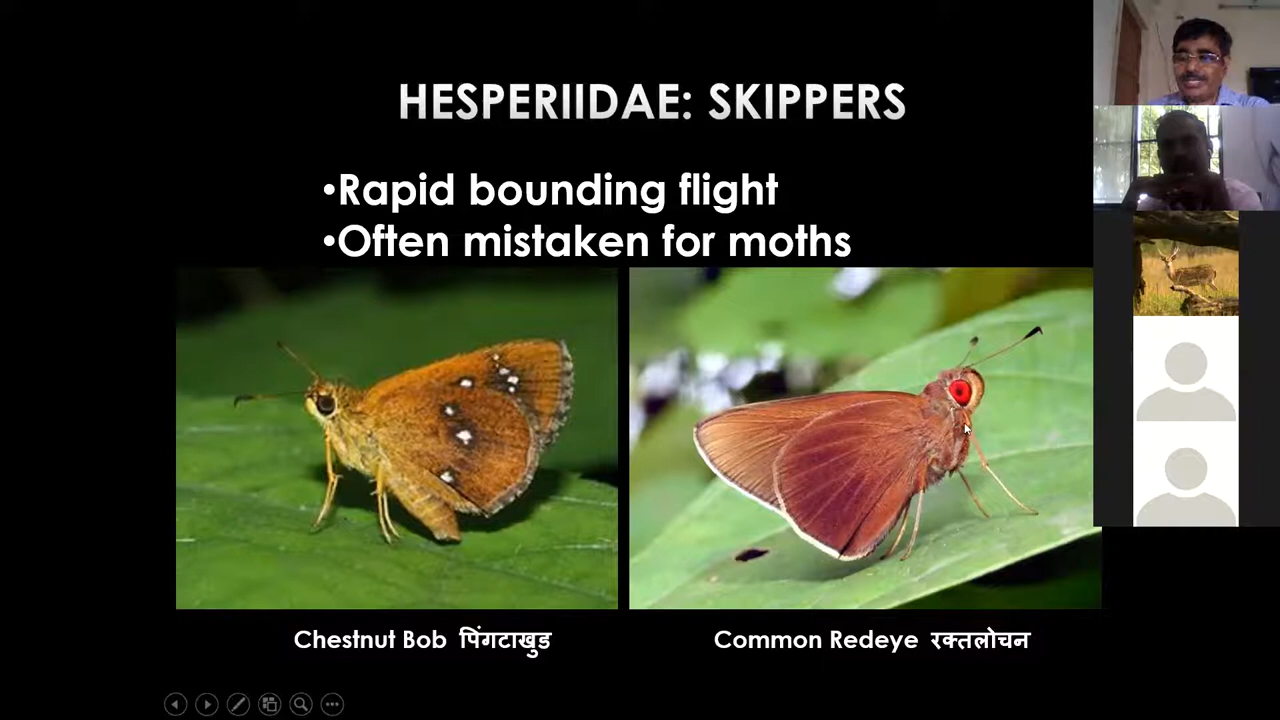 HESPERIIDAE: SKIPPERS
•Rapid bounding flight
•Often mistaken for moths
Chestnut Bob पिंगटाखुड
Common Redeye रक्तलोचन